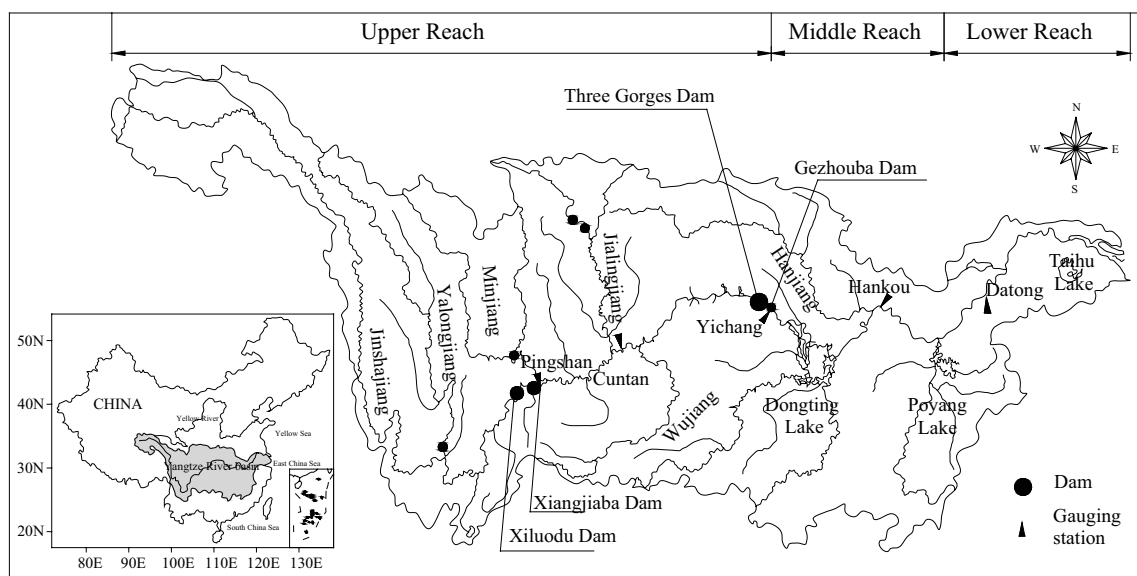 Upper Reach
Middle Reach
Lower Reach
Three Gorges Dam
Gezhouba Dam
N
W
E
S
Jinshajiang
Yalongjiang
Minjiang
Jialingjiang
Hanjiang
Hankou
Taihu
Lake
Datong
Yichang
Pingshan
Cuntan
Wujiang
Dongting
Lake
Poyang
Lake
Xiangjiaba Dam
Xiluodu Dam
Dam
Gauging
station
50N
40N
30N
20N
CHINA
Yellow River
Yellow Sea
Yangtze River basin
East China Sea
South China Sea
80E
90E
100E
110E
120E
130E